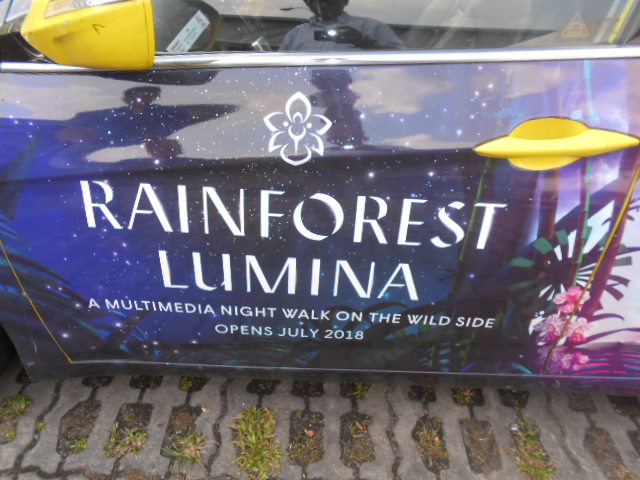 RAINFOREST
LUMINA
A MULTIMEDIA NIGHT WALK ON THE WILD SIDE
OPENS JULY 2018